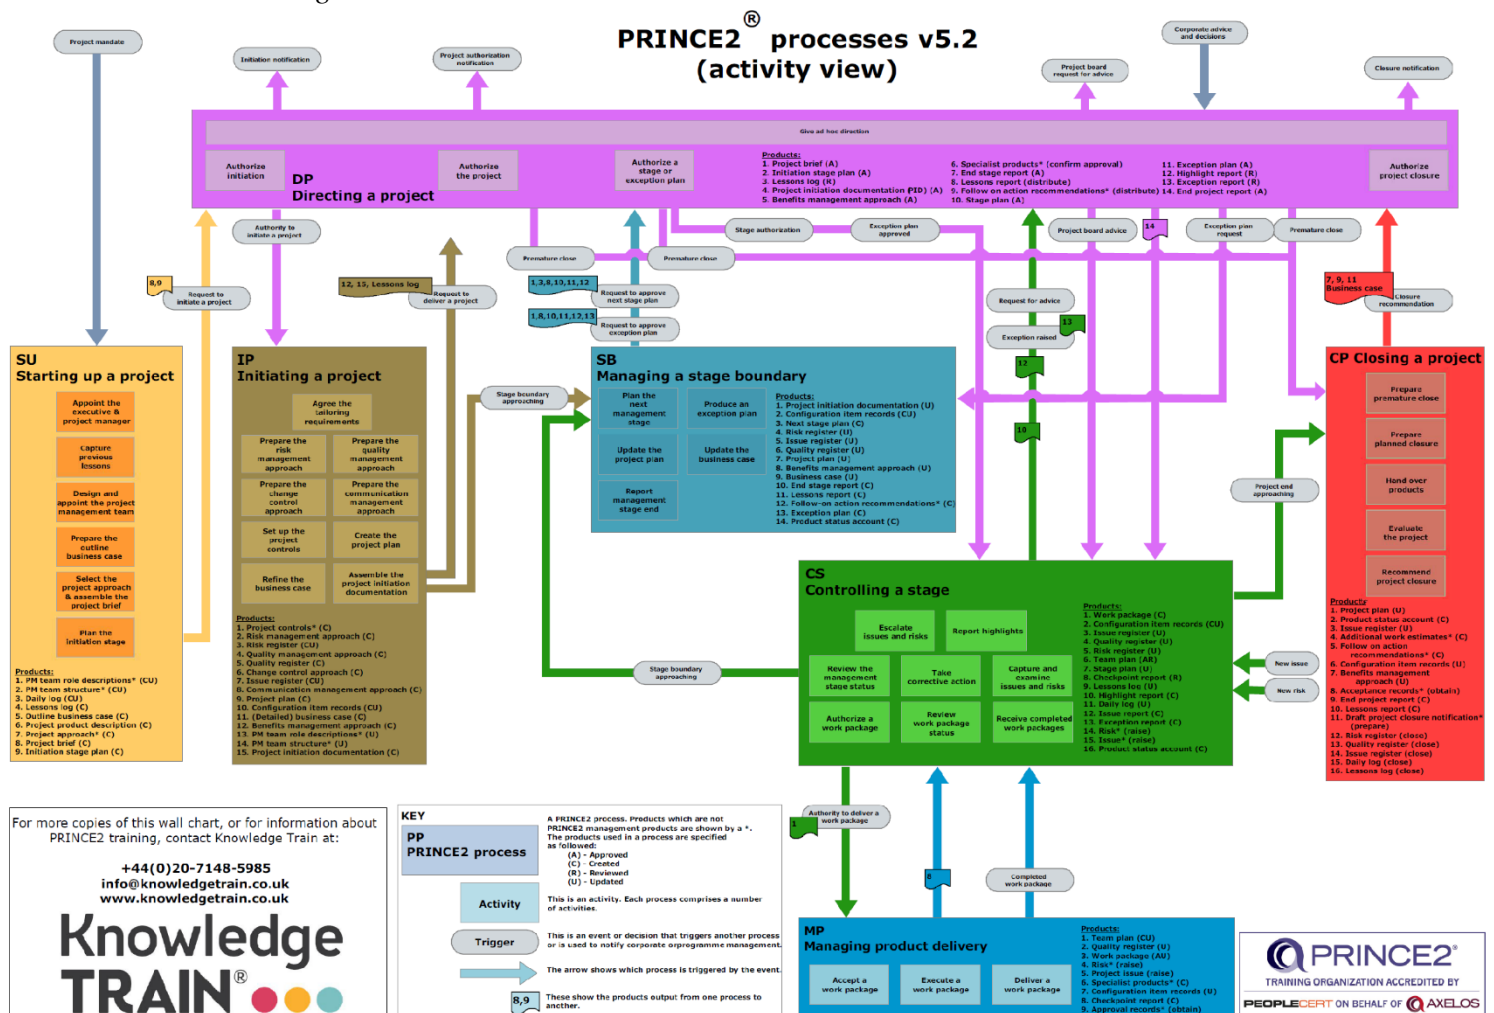 PRINCE2® processes v5.2
(activity view)
Project mandate
Initiation notification
Project authorization
notification
Project board
request for advice
Corporate advice
and decisions
Closure notification
Give ad hoc direction
Authorize
initiation
DP
Directing a project
Authorize
the project
Authorize a
stage or
exception plan
Products:
1. Project brief (A)
2. Initiation stage plan (A)
3. Lessons log (R)
4. Project initiation documentation (PID) (A)
5. Benefits management approach (A)
6. Specialist products* (confirm approval)
7. End stage report (A)
8. Lessons report (distribute)
9. Follow on action recommendations* (distribute)
10. Stage plan (A)
11. Exception plan (A)
12. Highlight report (R)
13. Exception report (R)
14. End project report (A)
Authorize
project closure
Authority to
initiate a project
8,9
Request to
initiate a project
12, 15, Lessons log
Request to
deliver a project
Premature close
Premature close
Stage authorization
Exception plan
approved
Project board advice
14
Exception plan
request
Premature close
1,3,8,10,11,12
Request to approve
next stage plan
1,8,10,11,12,13
Request to approve
exception plan
Request for advice
13
Exception raised
12
10
7, 9, 11
Business case
Closure
recommendation
SU
Starting up a project
Appoint the
executive &
project manager
Capture
previous
lessons
Design and
appoint the project
management team
Prepare the
outline
business case
Select the
project approach
& assemble the
project brief
Plan the
initiation stage
Products:
1. PM team role descriptions* (CU)
2. PM team structure* (CU)
3. Daily log (CU)
4. Lessons log (C)
5. Outline business case (C)
6. Project product description (C)
7. Project approach* (C)
8. Project brief (C)
9. Initiation stage plan (C)
IP
Initiating a project
Agree the
tailoring
requirements
Prepare the
risk
management
approach
Prepare the
quality
management
approach
Prepare the
change
control
approach
Prepare the
communication
management
approach
Set up the
project
controls
Create the
project plan
Refine the
business case
Assemble the
project initiation
documentation
Products:
1. Project controls* (C)
2. Risk management approach (C)
3. Risk register (CU)
4. Quality management approach (C)
5. Quality register (C)
6. Change control approach (C)
7. Issue register (CU)
8. Communication management approach (C)
9. Project plan (C)
10. Configuration item records (CU)
11. (Detailed) business case (C)
12. Benefits management approach (C)
13. PM team role descriptions* (U)
14. PM team structure* (U)
15. Project initiation documentation (C)
Stage boundary
approaching
SB
Managing a stage boundary
Plan the
next
management
stage
Produce an
exception plan
Update the
project plan
Update the
business case
Report
management
stage end
Products:
1. Project initiation documentation (U)
2. Configuration item records (CU)
3. Next stage plan (C)
4. Risk register (U)
5. Issue register (U)
6. Quality register (U)
7. Project plan (U)
8. Benefits management approach (U)
9. Business case (U)
10. End stage report (C)
11. Lessons report (C)
12. Follow-on action recommendations* (C)
13. Exception plan (C)
14. Product status account (C)
Stage boundary
approaching
CS
Controlling a stage
Escalate
issues and risks
Report highlights
Review the
management
stage status
Take
corrective action
Capture and
examine
issues and risks
Authorize a
work package
Review
work package
status
Receive completed
work packages
Products:
1. Work package (C)
2. Configuration item records (CU)
3. Issue register (U)
4. Quality register (U)
5. Risk register (U)
6. Team plan (AR)
7. Stage plan (U)
8. Checkpoint report (R)
9. Lessons log (U)
10. Highlight report (C)
11. Daily log (U)
12. Issue report (C)
13. Exception report (C)
14. Risk* (raise)
15. Issue* (raise)
16. Product status account (C)
Project end
approaching
New issue
New risk
CP Closing a project
Prepare
premature close
Prepare
planned closure
Hand over
products
Evaluate
the project
Recommend
project closure
Products:
1. Project plan (U)
2. Product status account (C)
3. Issue register (U)
4. Additional work estimates* (C)
5. Follow on action
recommendations* (C)
6. Configuration item records (U)
7. Benefits management
approach (U)
8. Acceptance records* (obtain)
9. End project report (C)
10. Lessons report (C)
11. Draft project closure notification*
(prepare)
12. Risk register (close)
13. Quality register (close)
14. Issue register (close)
15. Daily log (close)
16. Lessons log (close)
1
Authority to deliver a
work package
8
Completed
work package
MP
Managing product delivery
Accept a
work package
Execute a
work package
Deliver a
work package
Products:
1. Team plan (CU)
2. Quality register (U)
3. Work package (AU)
4. Risk* (raise)
5. Project issue (raise)
6. Specialist products* (C)
7. Configuration item records (U)
8. Checkpoint report (C)
9. Approval records* (obtain)
For more copies of this wall chart, or for information about
PRINCE2 training, contact Knowledge Train at:
+44(0)20-7148-5985
info@knowledgetrain.co.uk
www.knowledgetrain.co.uk
Knowledge
TRAIN®
KEY
PP
PRINCE2 process
A PRINCE2 process. Products which are not
PRINCE2 management products are shown by a *.
The products used in a process are specified
as followed:
(A) - Approved
(C) - Created
(R) - Reviewed
(U) - Updated
Activity
This is an activity. Each process comprises a number
of activities.
Trigger
This is an event or decision that triggers another process
or is used to notify corporate orprogramme management.
The arrow shows which process is triggered by the event.
8,9
These show the products output from one process to
another.
PRINCE2®
TRAINING ORGANIZATION ACCREDITED BY
PEOPLECERT ON BEHALF OF AXELOS